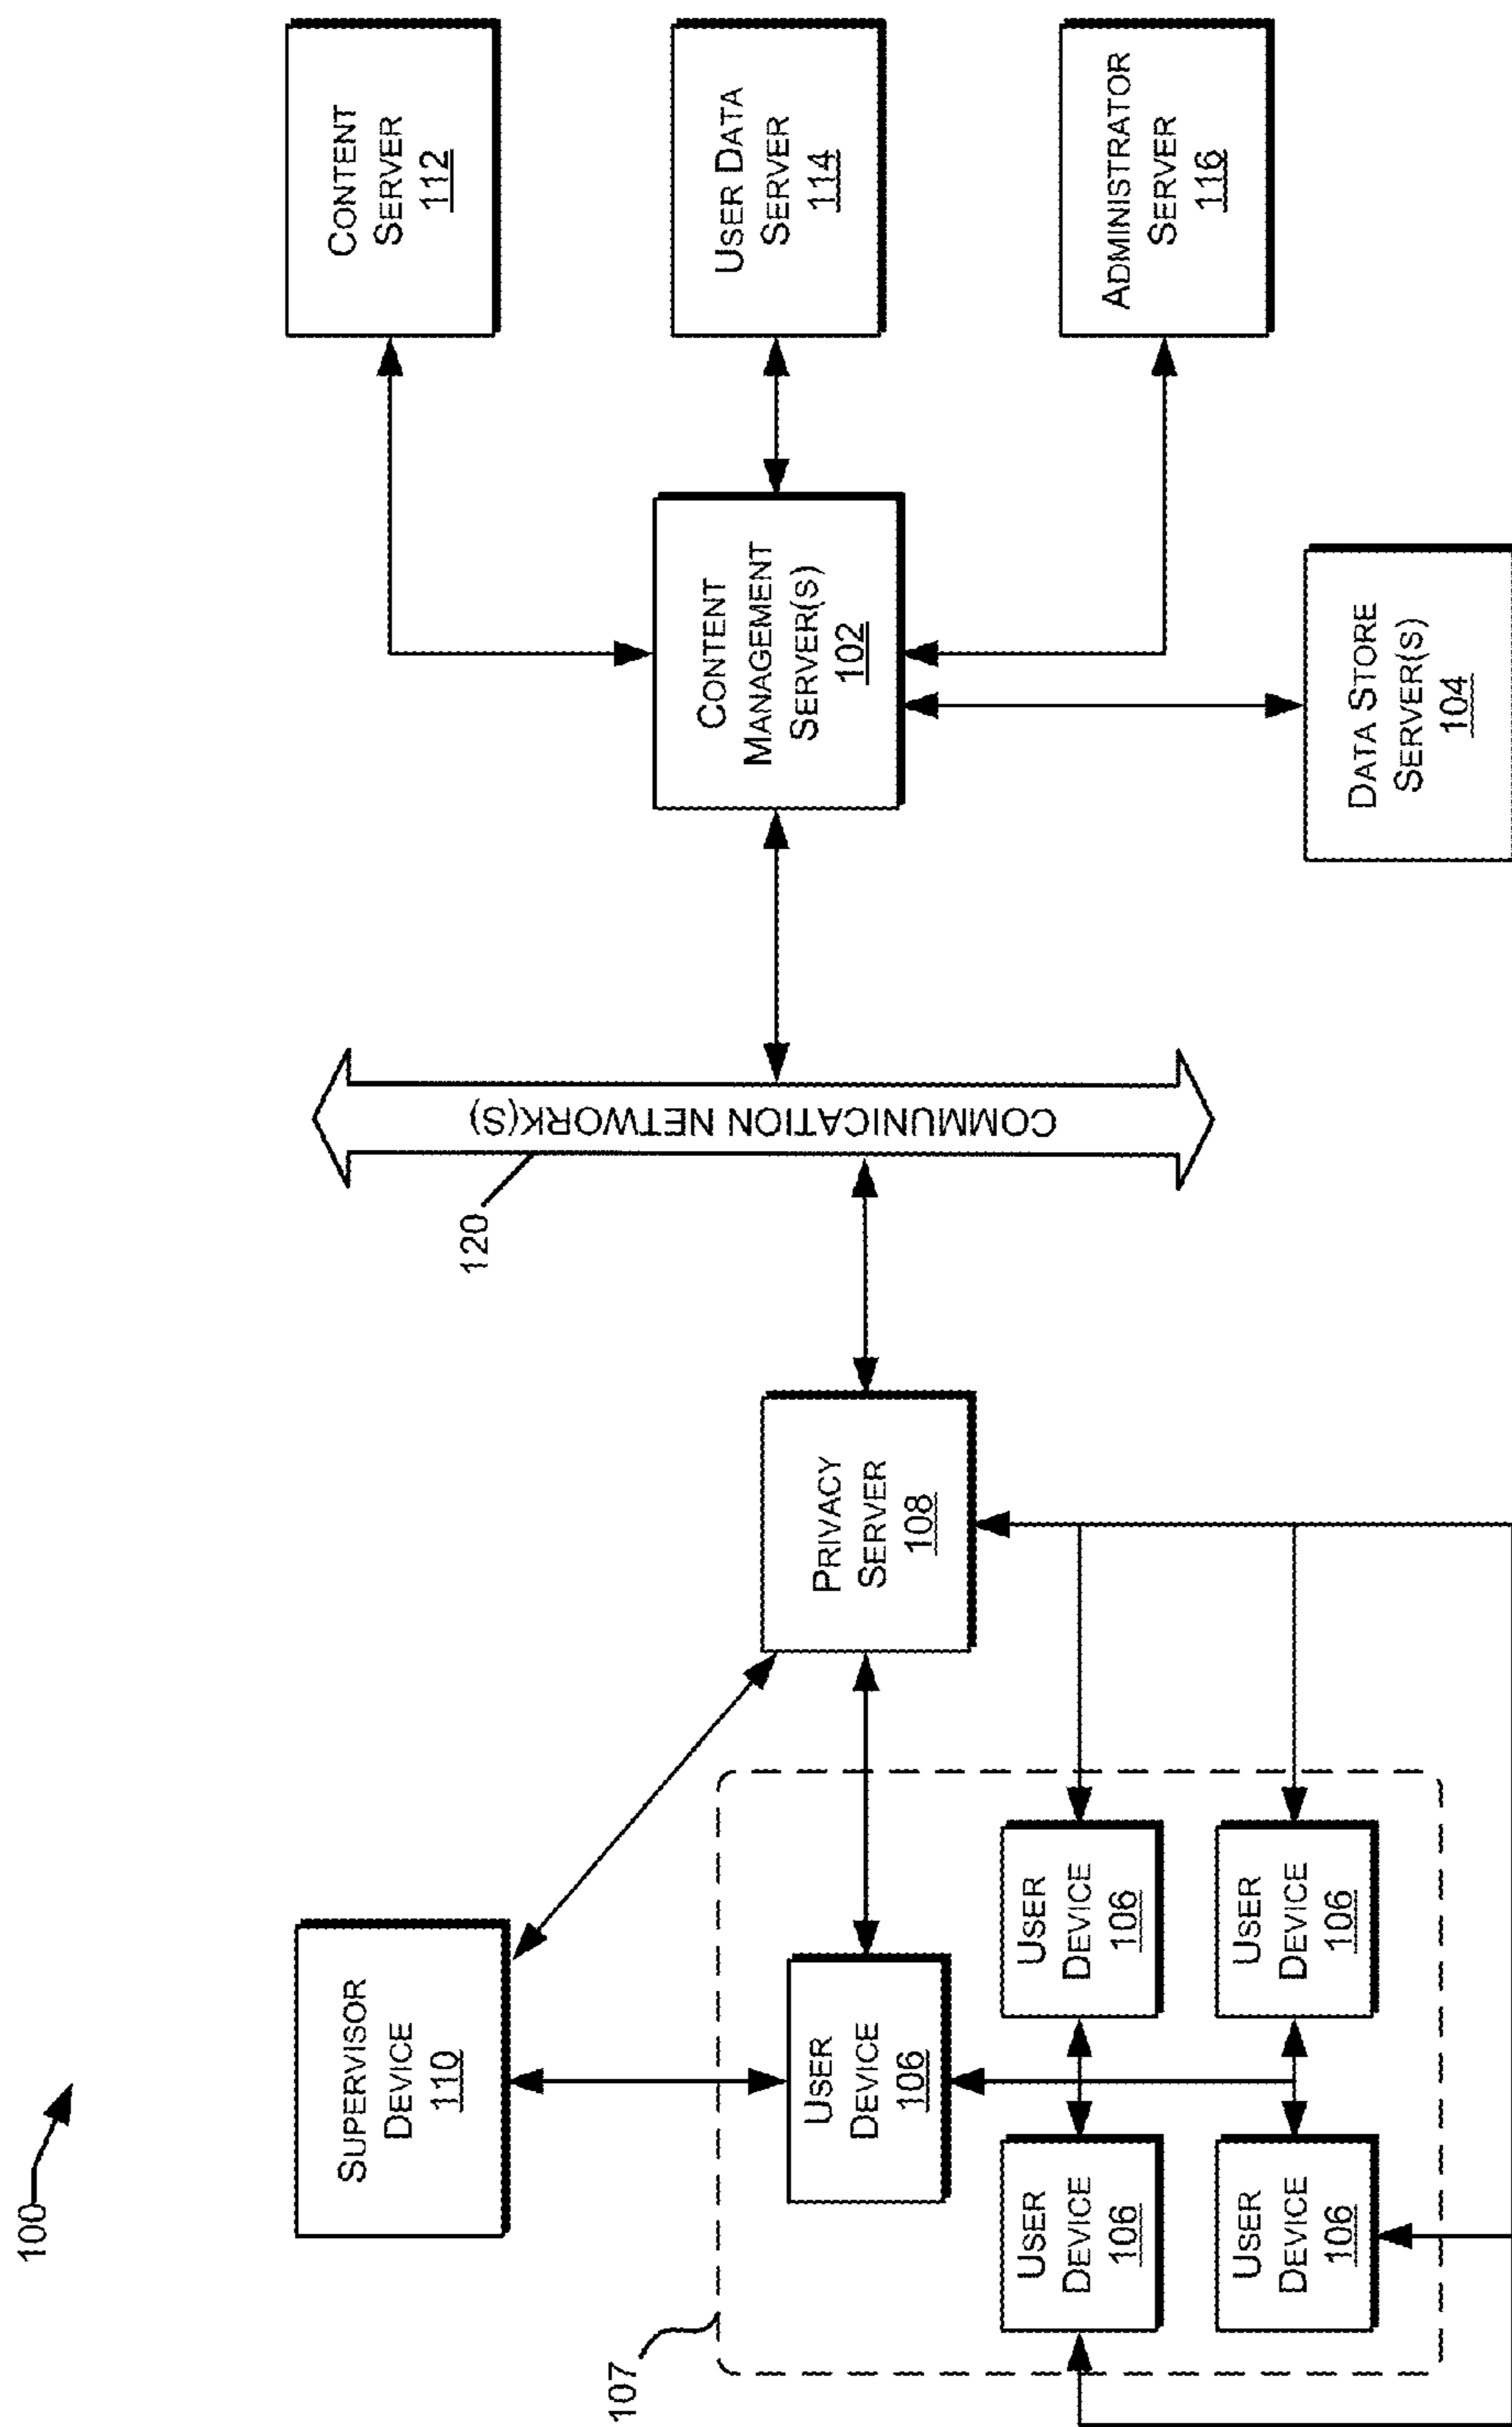 100
SUPERVISOR
DEVICE
110
107
USER
DEVICE
106
USER
DEVICE
106
USER
DEVICE
106
USER
DEVICE
106
USER
DEVICE
106
PRIVACY
SERVER
108
120
COMMUNICATION NETWORK(S)
CONTENT
MANAGEMENT
SERVER(S)
102
DATA STORE
SERVER(S)
104
CONTENT
SERVER
112
USER DATA
SERVER
114
ADMINISTRATOR
SERVER
116